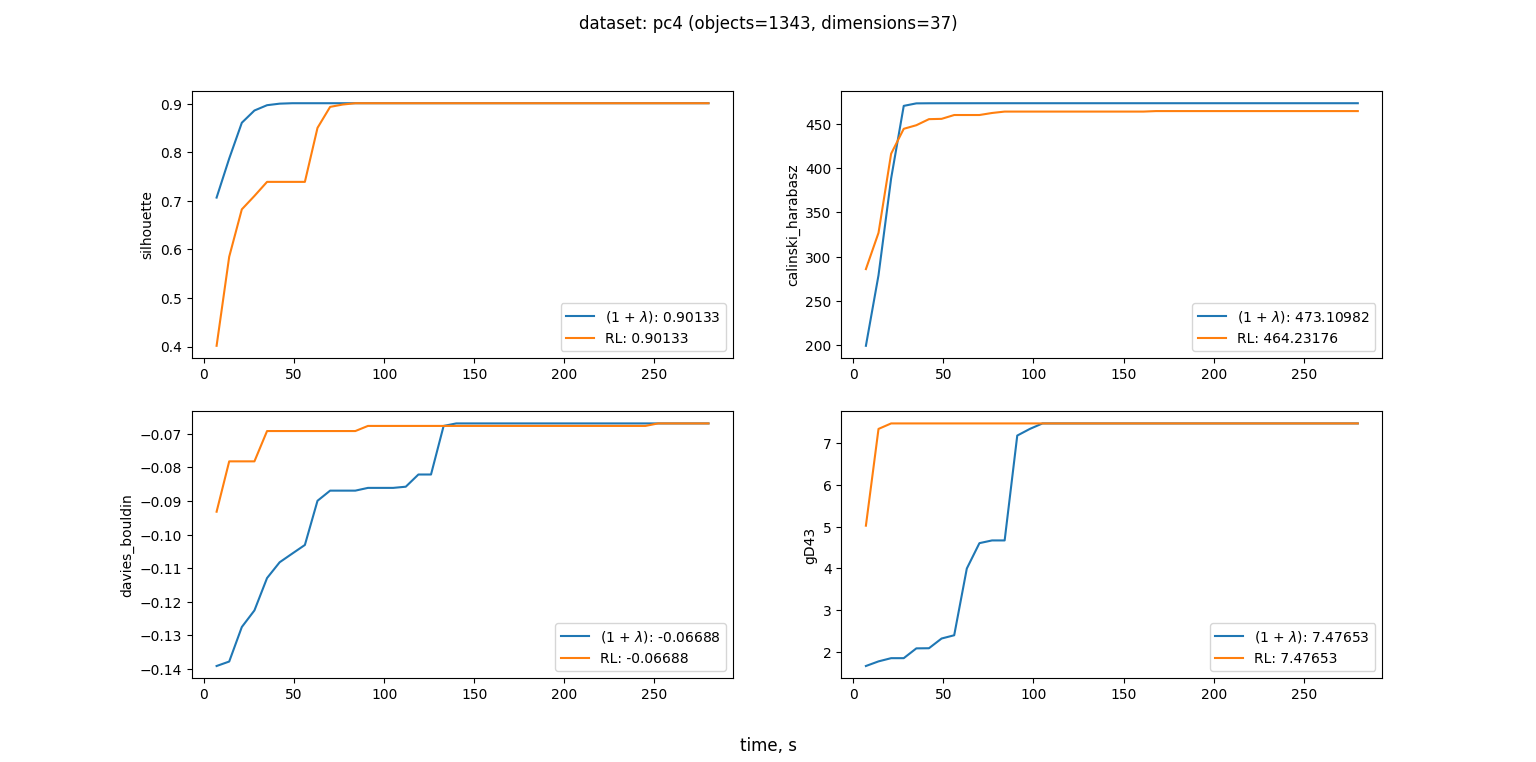 dataset: pc4 (objects=1343, dimensions=37)
silhouette
0.9
0.8
0.7
0.6
0.5
0.4
0 50 100 150 200 250
(1 + λ): 0.90133
RL: 0.90133
calinski_harabasz
450
400
350
300
250
200
0 50 100 150 200 250
(1 + λ): 473.10982
RL: 464.23176
davies_bouldin
−0.07
−0.08
−0.09
−0.10
−0.11
−0.12
−0.13
−0.14
0 50 100 150 200 250
(1 + λ): -0.06688
RL: -0.06688
gD43
7
6
5
4
3
2
0 50 100 150 200 250
(1 + λ): 7.47653
RL: 7.47653
time, s